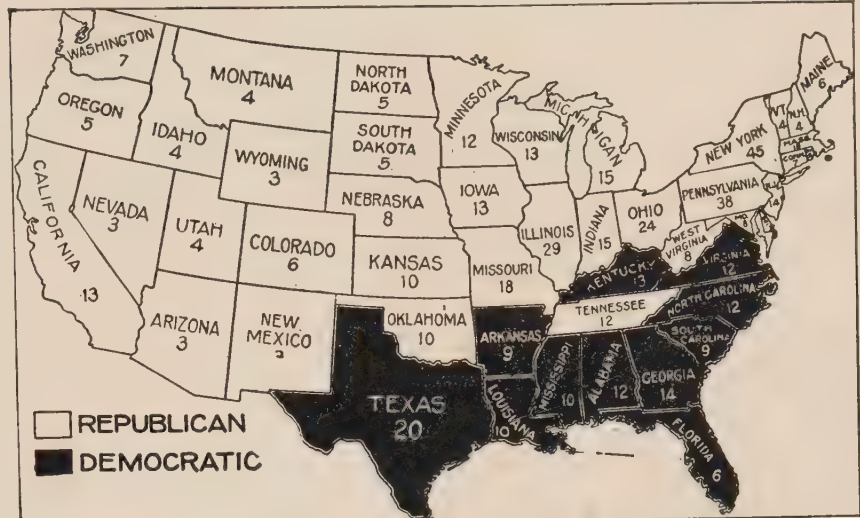 WASHINGTON
7
OREGON
5
CALIFORNIA
13
NEVADA
3
IDAHO
4
MONTANA
4
WYOMING
3
UTAH
4
COLORADO
6
ARIZONA
3
NEW
MEXICO
3
NORTH
DAKOTA
5
SOUTH
DAKOTA
5
NEBRASKA
8
KANSAS
10
OKLAHOMA
10
TEXAS
20
MINNESOTA
12
IOWA
13
MISSOURI
18
ARKANSAS
9
LOUISIANA
10
WISCONSIN
13
ILLINOIS
29
MICHIGAN
15
INDIANA
15
OHIO
24
KENTUCKY
13
TENNESSEE
12
MISSISSIPPI
10
ALABAMA
12
GEORGIA
14
FLORIDA
6
SOUTH
CAROLINA
9
NORTH CAROLINA
12
VIRGINIA
12
WEST
VIRGINIA
8
MD.
8
PENNSYLVANIA
38
N.J.
14
NEW YORK
45
CONN.
7
MASS.
VT.
4
N.H.
4
MAINE
6
REPUBLICAN
DEMOCRATIC